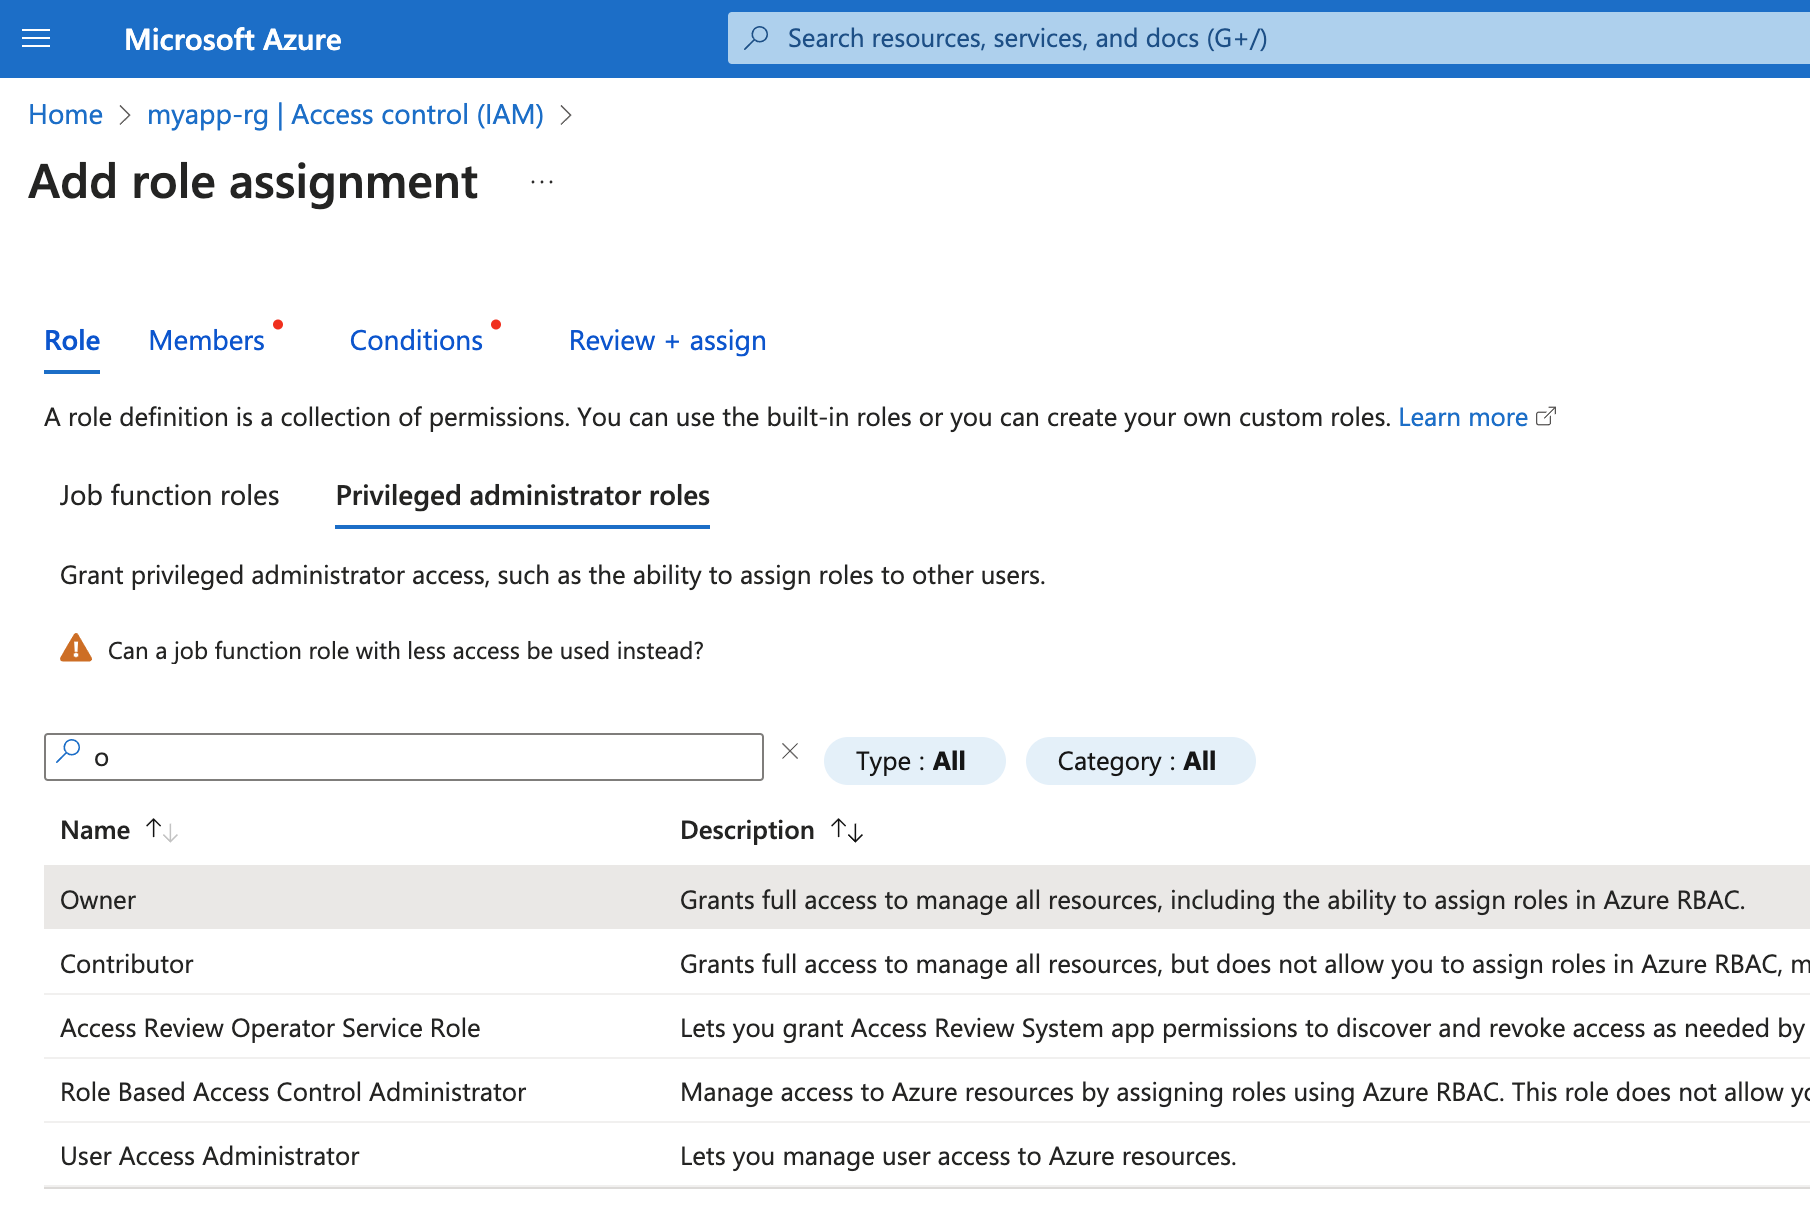 Microsoft Azure
Search resources, services, and docs (G+/)
Home > myapp-rg | Access control (IAM) >
Add role assignment ...
Role Members Conditions Review + assign
A role definition is a collection of permissions. You can use the built-in roles or you can create your own custom roles. Learn more
Job function roles Privileged administrator roles
Grant privileged administrator access, such as the ability to assign roles to other users.
Can a job function role with less access be used instead?
o
Type : All Category : All
Name ↑↓ Description ↑↓
Owner Grants full access to manage all resources, including the ability to assign roles in Azure RBAC.
Contributor Grants full access to manage all resources, but does not allow you to assign roles in Azure RBAC, m
Access Review Operator Service Role Lets you grant Access Review System app permissions to discover and revoke access as needed by
Role Based Access Control Administrator Manage access to Azure resources by assigning roles using Azure RBAC. This role does not allow yo
User Access Administrator Lets you manage user access to Azure resources.